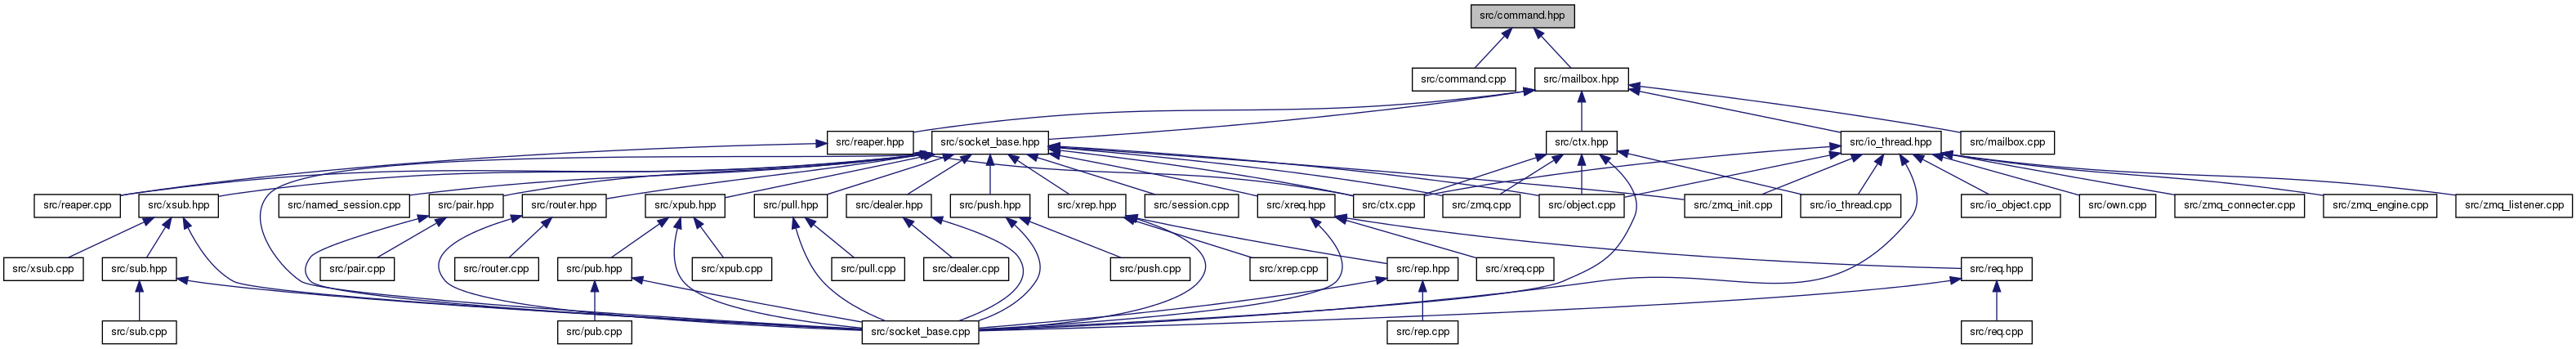 src/command.hpp
src/command.cpp
src/mailbox.hpp
src/reaper.hpp
src/socket_base.hpp
src/ctx.hpp
src/io_thread.hpp
src/mailbox.cpp
src/reaper.cpp
src/xsub.hpp
src/named_session.cpp
src/pair.hpp
src/router.hpp
src/xpub.hpp
src/pull.hpp
src/dealer.hpp
src/push.hpp
src/xrep.hpp
src/session.cpp
src/xreq.hpp
src/ctx.cpp
src/zmq.cpp
src/object.cpp
src/zmq_init.cpp
src/io_thread.cpp
src/io_object.cpp
src/own.cpp
src/zmq_connecter.cpp
src/zmq_engine.cpp
src/zmq_listener.cpp
src/xsub.cpp
src/sub.hpp
src/pair.cpp
src/router.cpp
src/pub.hpp
src/xpub.cpp
src/pull.cpp
src/dealer.cpp
src/push.cpp
src/xrep.cpp
src/rep.hpp
src/xreq.cpp
src/req.hpp
src/sub.cpp
src/pub.cpp
src/socket_base.cpp
src/rep.cpp
src/req.cpp